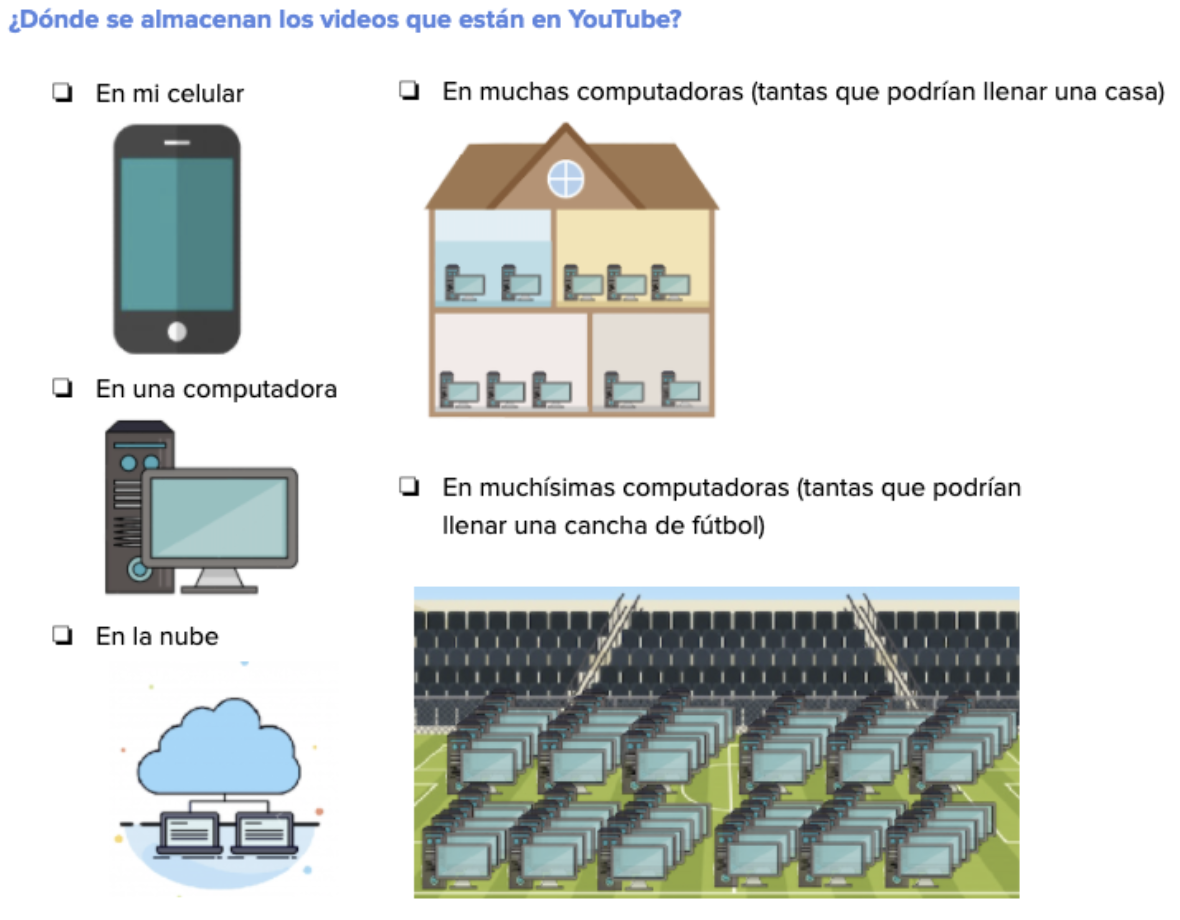 ¿Dónde se almacenan los videos que están en YouTube?
En mi celular
En una computadora
En la nube
En muchas computadoras (tantas que podrían llenar una casa)
En muchísimas computadoras (tantas que podrían
llenar una cancha de fútbol)